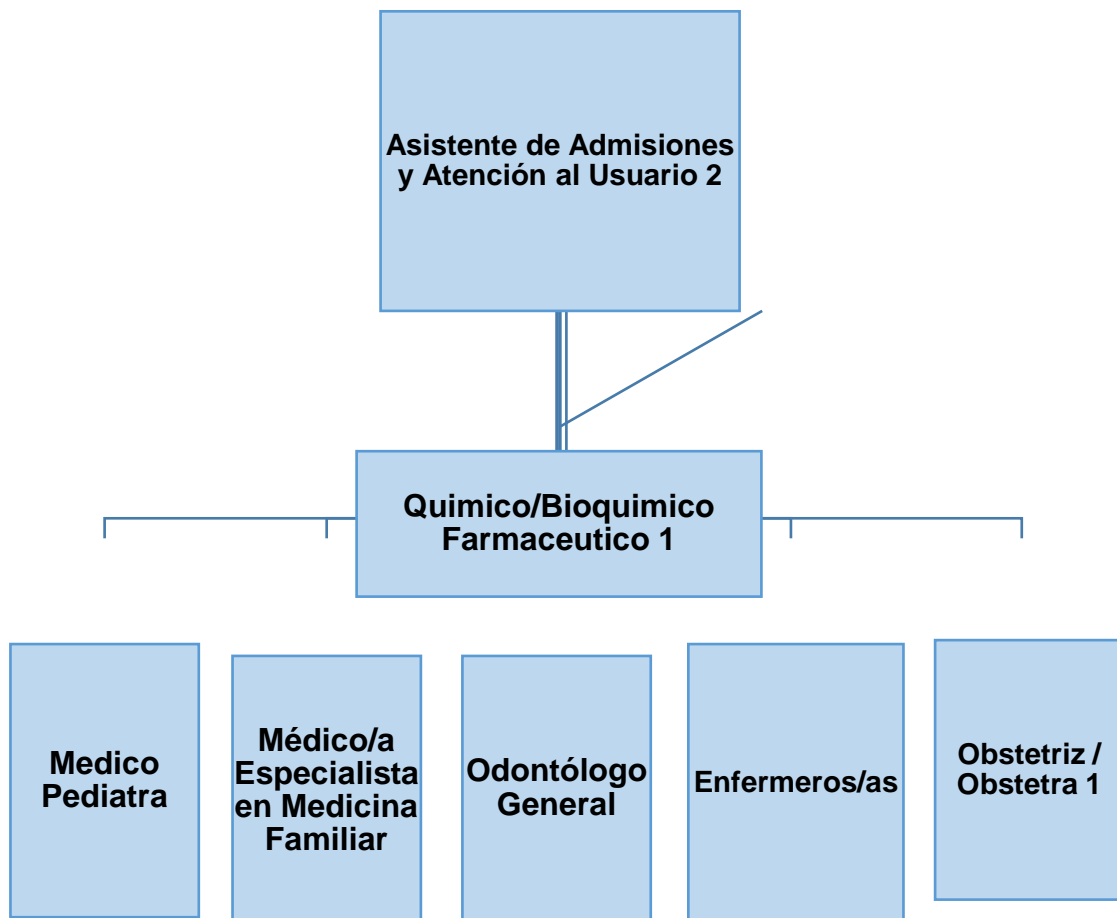 Asistente de Admisiones
y Atención al Usuario 2
Quimico/Bioquimico
Farmaceutico 1
Medico
Pediatra
Médico/a
Especialista
en Medicina
Familiar
Odontólogo
General
Enfermeros/as
Obstetriz /
Obstetra 1